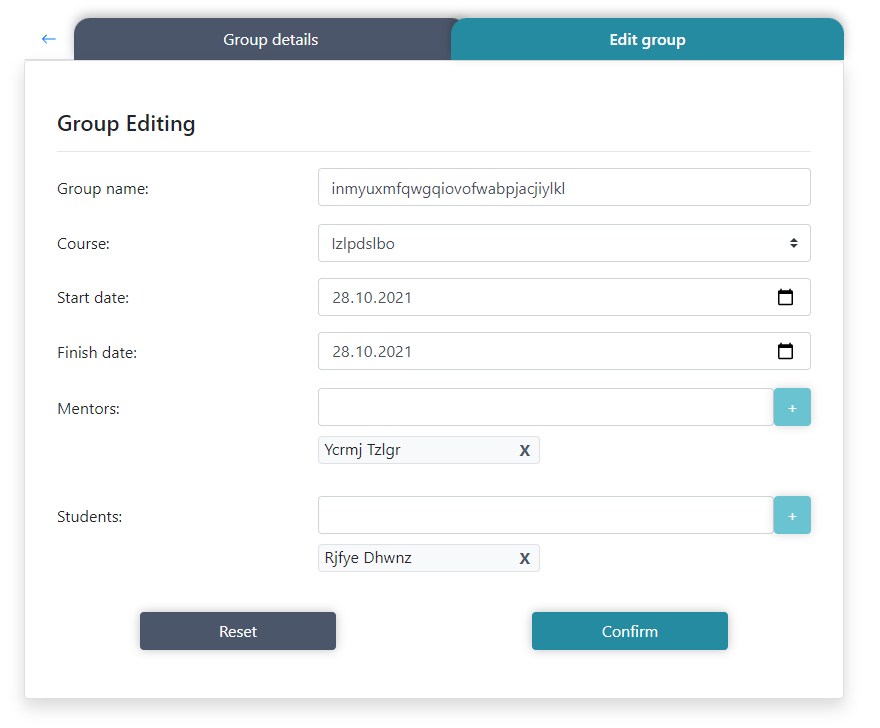 ← Group details Edit group
Group Editing
Group name: inmyuxmfqwgqiovofwabpjacjiylkl
Course: Izlpdslbo
Start date: 28.10.2021
Finish date: 28.10.2021
Mentors: +
Ycrmj Tzlgr X
Students: +
Rjfye Dhwnz X
Reset Confirm